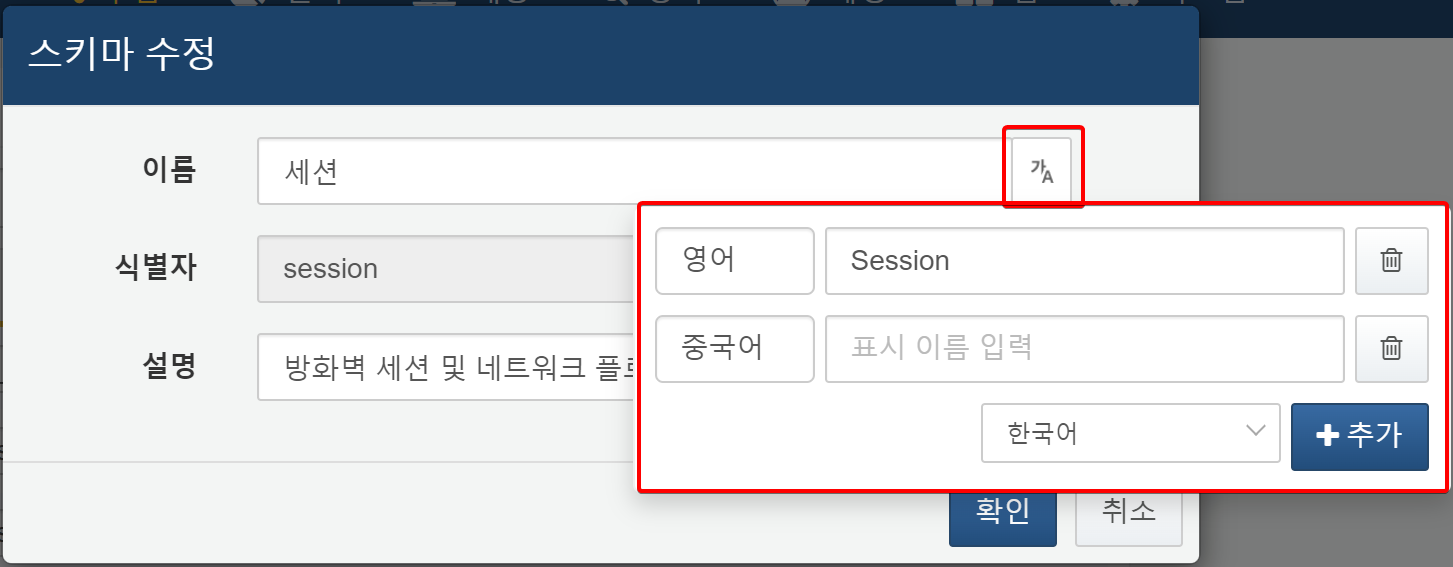 스키마 수정
이름
세션
가A
영어
Session
식별자
session
중국어
표시 이름 입력
설명
방화벽 세션 및 네트워크
한국어
추가
확인
취소